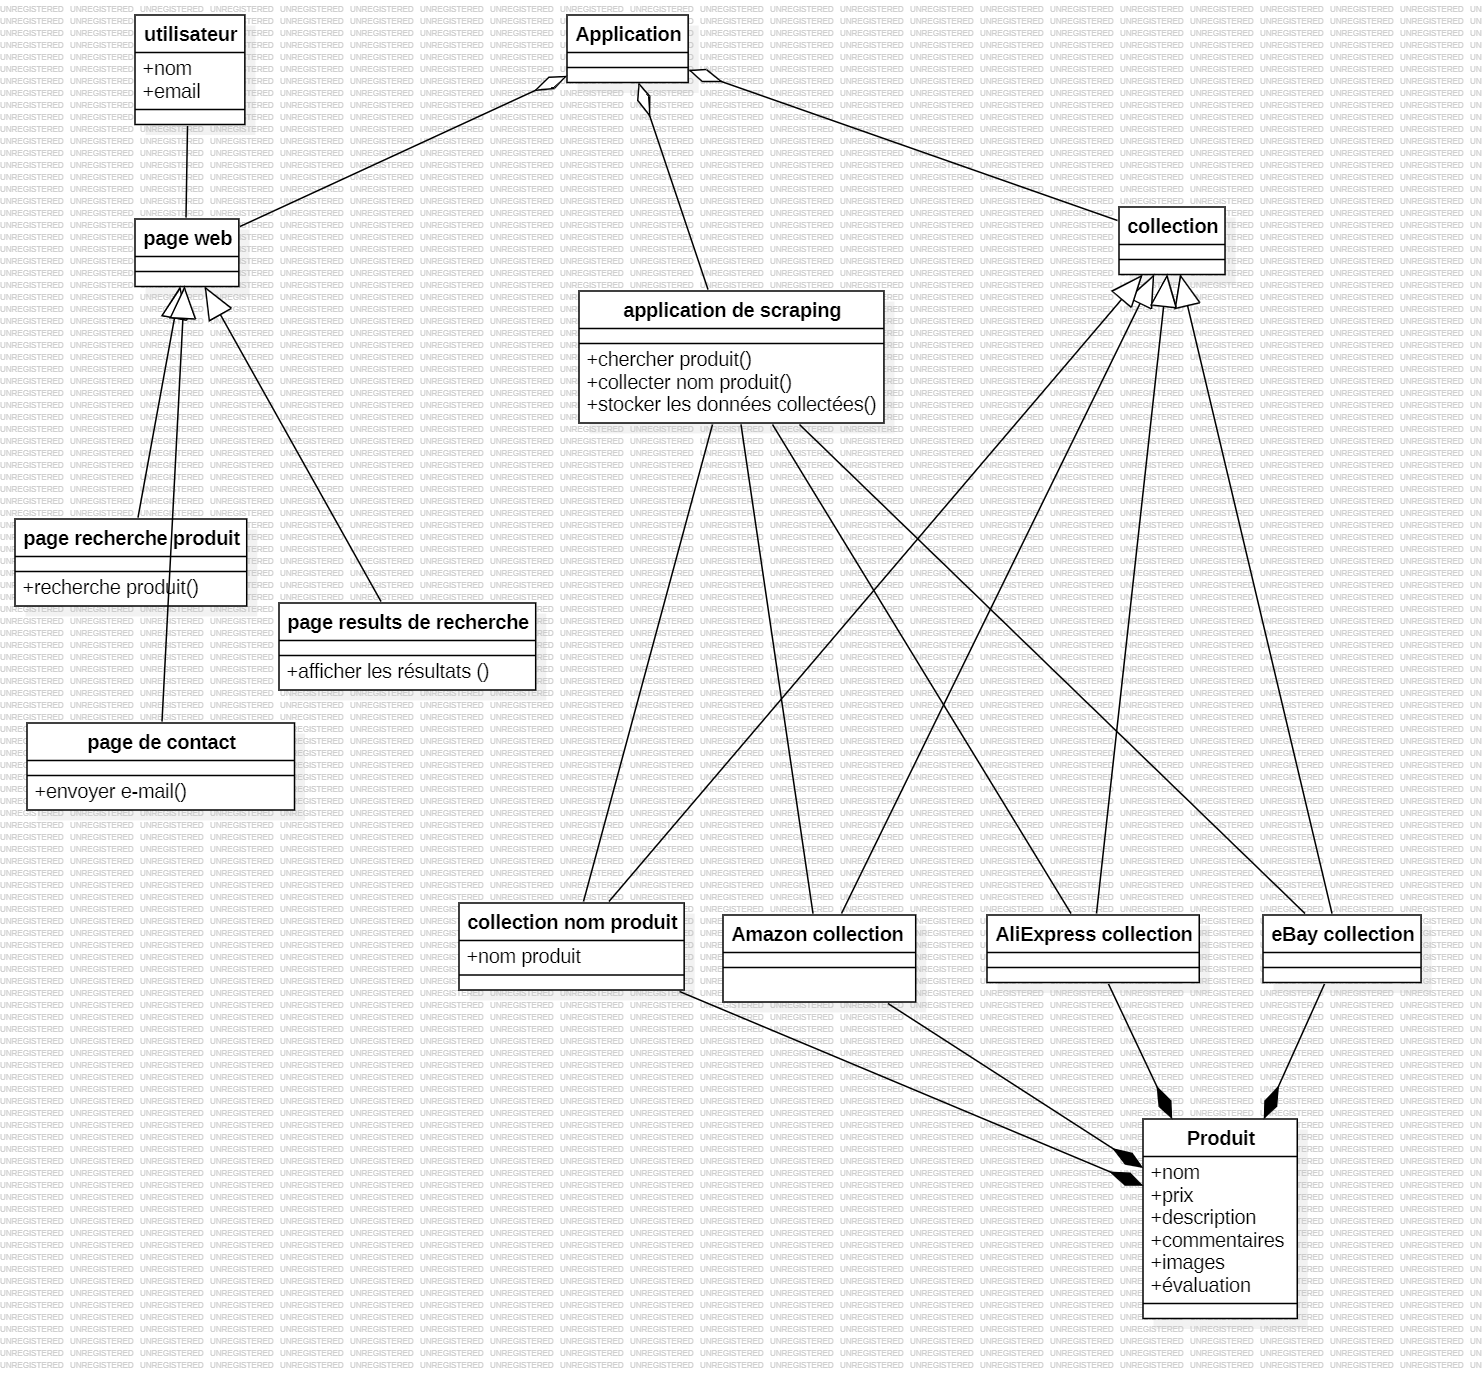 utilisateur
+nom
+email
Application
page web
collection
application de scraping
+chercher produit()
+collecter nom produit()
+stocker les données collectées()
page recherche produit
+recherche produit()
page results de recherche
+afficher les résultats ()
page de contact
+envoyer e-mail()
collection nom produit
+nom produit
Amazon collection
AliExpress collection
eBay collection
Produit
+nom
+prix
+description
+commentaires
+images
+évaluation
UNREGISTERED